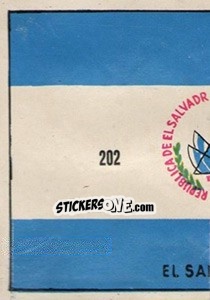 REPUBLICA DE EL SALVADR
202
STICKERSONE.com
EL SA